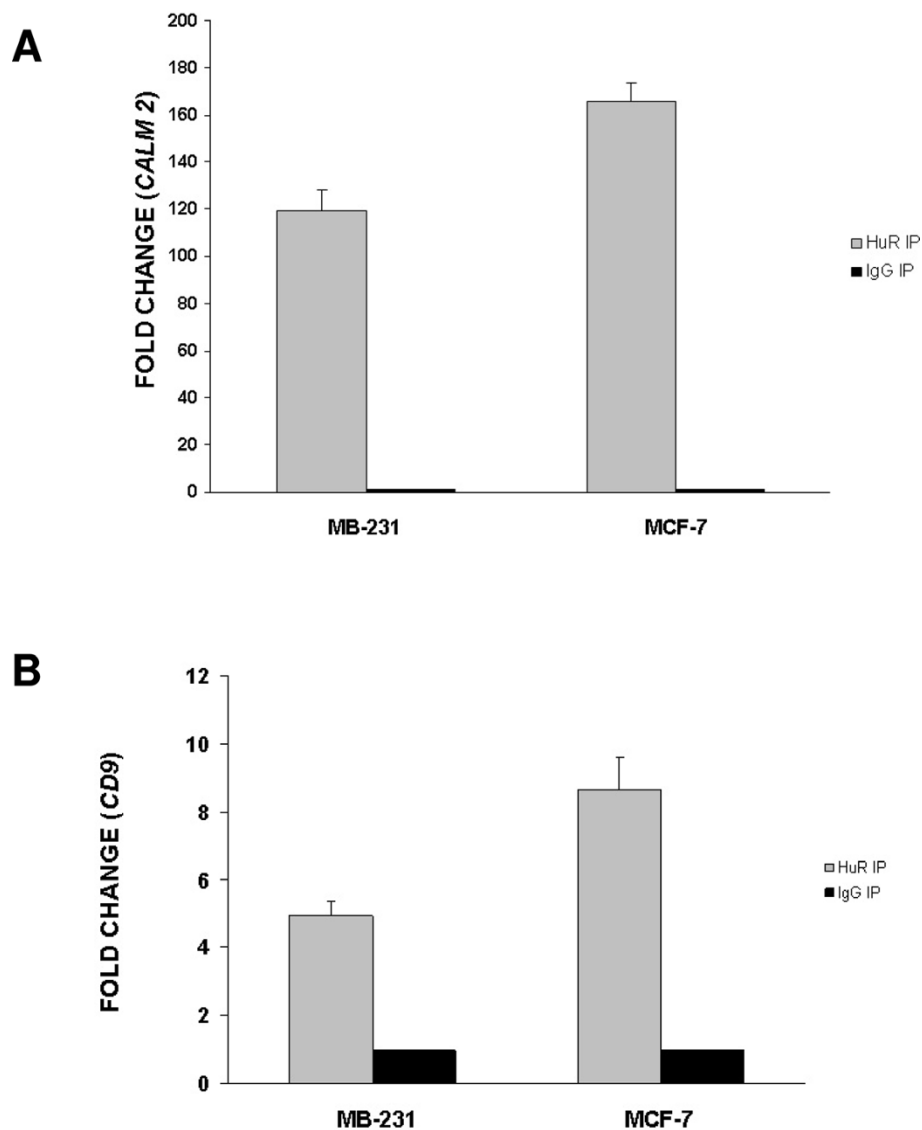 A
FOLD CHANGE (CALM 2)
200
180
160
140
120
100
80
60
40
20
0
MB-231
MCF-7
HuR IP
IgG IP
B
FOLD CHANGE (CD9)
12
10
8
6
4
2
0
MB-231
MCF-7
HuR IP
IgG IP